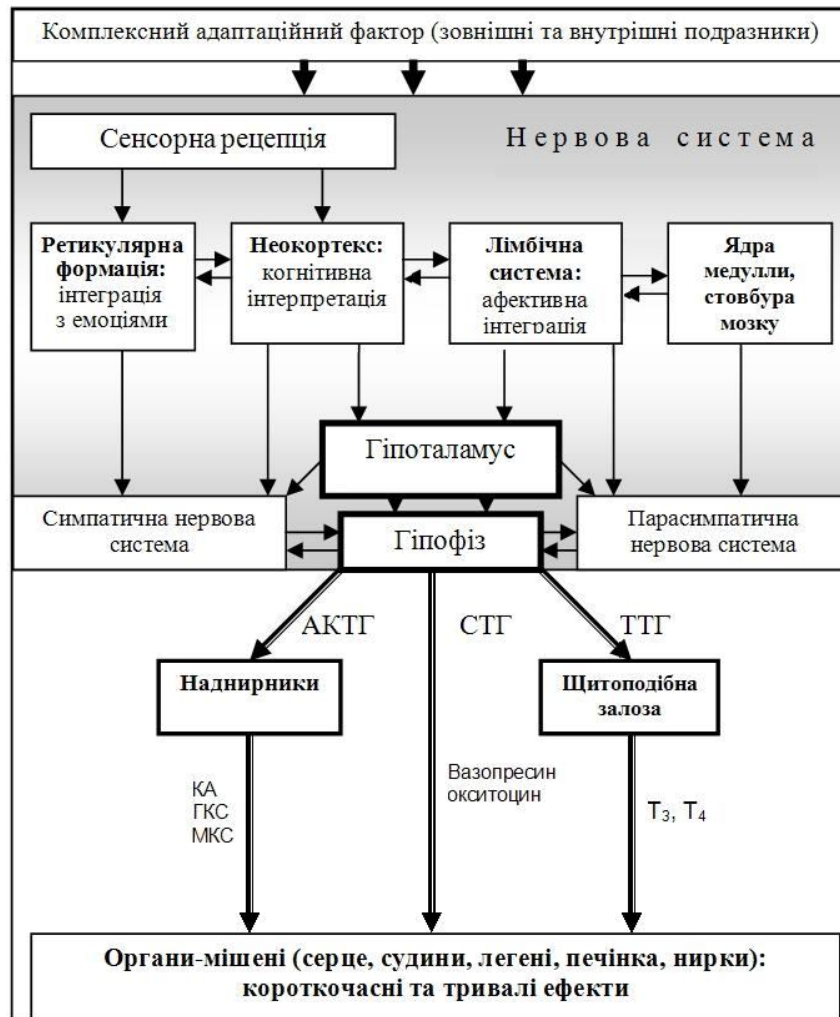 Комплексний адаптаційний фактор (зовнішні та внутрішні подразники)
Сенсорна рецепція
Нервова система
Ретикулярна
формація:
інтеграція
з емоціями
Неокортекс:
когнітивна
інтерпретація
Лімбічна
система:
афективна
інтеграція
Ядра
медулли,
стовбура
мозку
Гіпоталамус
Симпатична нервова
система
Гіпофіз
Парасимпатична
нервова система
АКТГ
СТГ
ТТГ
Наднирники
Щитоподібна
залоза
КА
ГКС
МКС
Вазопресин
окситоцин
Т3, Т4
Органи-мішені (серце, судини, легені, печінка, нирки):
короткочасні та тривалі ефекти